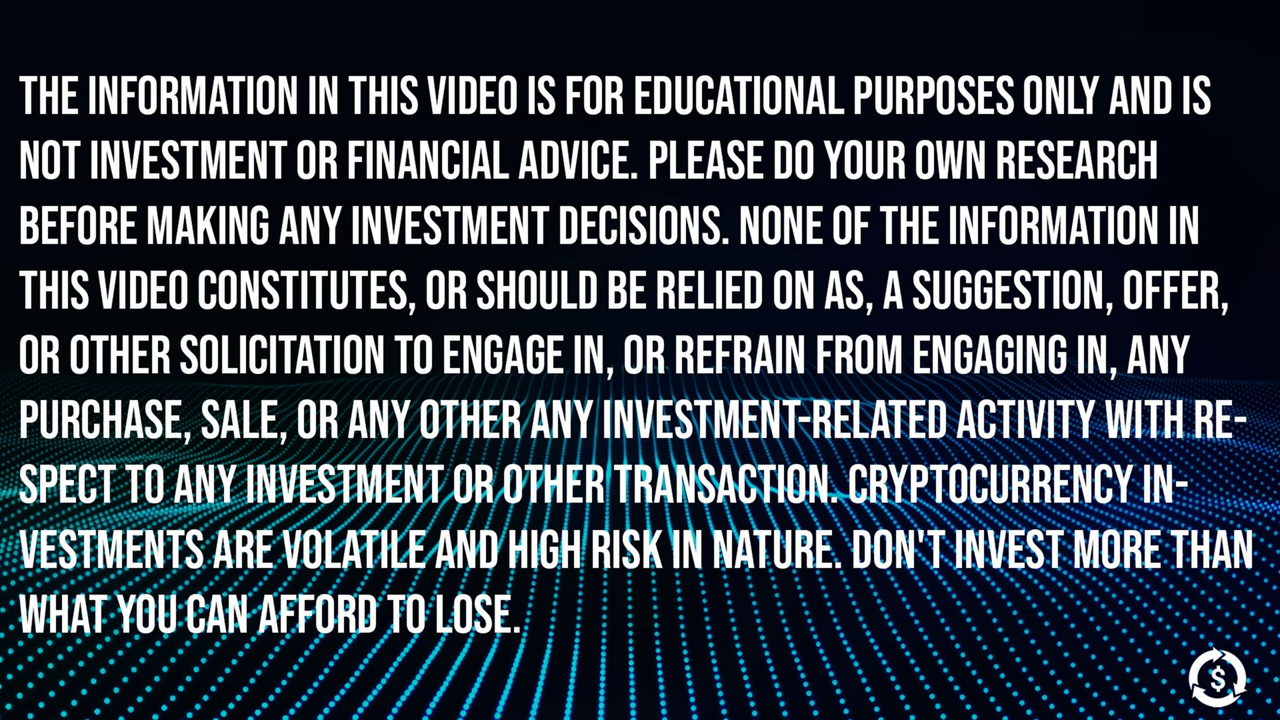 THE INFORMATION IN THIS VIDEO IS FOR EDUCATIONAL PURPOSES ONLY AND IS
NOT INVESTMENT OR FINANCIAL ADVICE. PLEASE DO YOUR OWN RESEARCH
BEFORE MAKING ANY INVESTMENT DECISIONS. NONE OF THE INFORMATION IN
THIS VIDEO CONSTITUTES, OR SHOULD BE RELIED ON AS, A SUGGESTION, OFFER,
OR OTHER SOLICITATION TO ENGAGE IN, OR REFRAIN FROM ENGAGING IN, ANY
PURCHASE, SALE, OR ANY OTHER ANY INVESTMENT-RELATED ACTIVITY WITH RE-
SPECT TO ANY INVESTMENT OR OTHER TRANSACTION. CRYPTOCURRENCY IN-
VESTMENTS ARE VOLATILE AND HIGH RISK IN NATURE. DON'T INVEST MORE THAN
WHAT YOU CAN AFFORD TO LOSE.
$